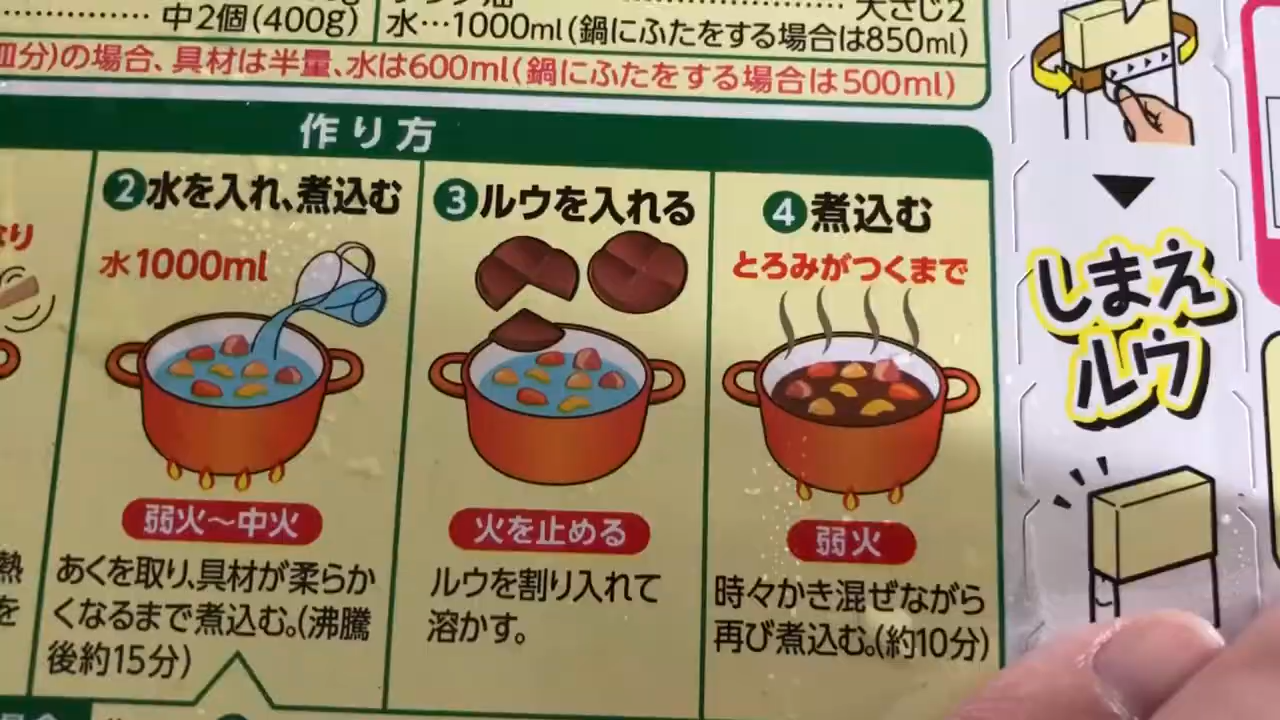 中2個(400g)
大さじ2
水…1000ml(鍋にふたをする場合は850ml)
皿分)の場合、具材は半量、水は600ml(鍋にふたをする場合は500ml)
作り方
②水を入れ、煮込む
水1000ml
弱火〜中火
あくを取り、具材が柔らか
くなるまで煮込む。(沸騰
後約15分)
③ルウを入れる
火を止める
ルウを割り入れて
溶かす。
④煮込む
とろみがつくまで
弱火
時々かき混ぜながら
再び煮込む。(約10分)
しまえ
ルウ
熱
を